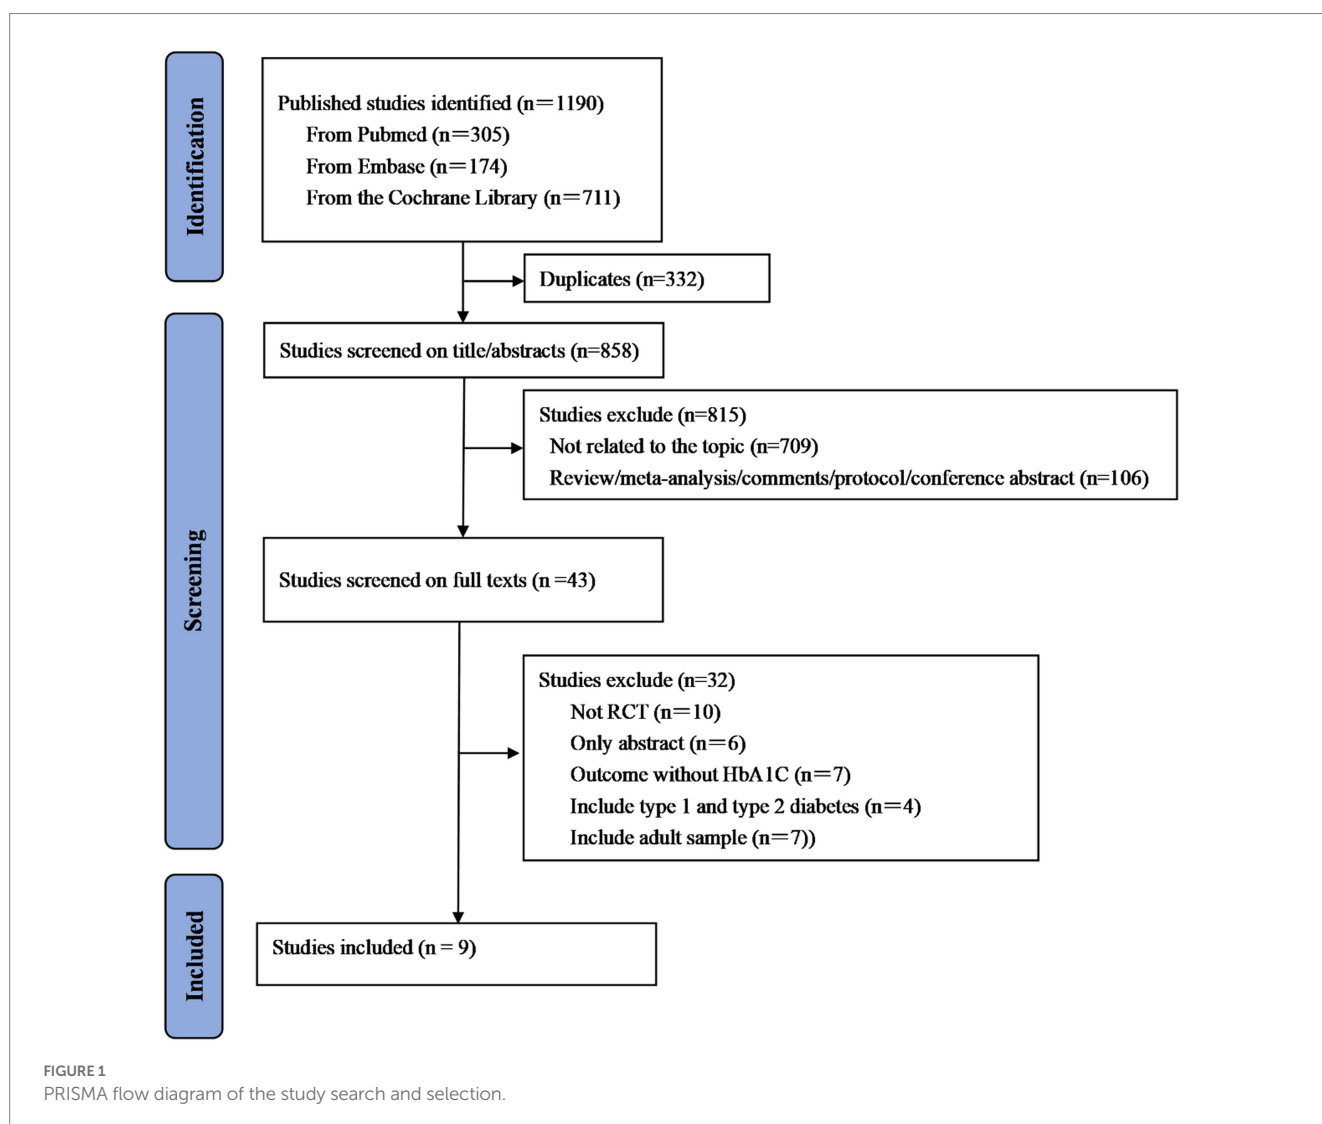 Identification
Published studies identified (n=1190)
From Pubmed (n=305)
From Embase (n=174)
From the Cochrane Library (n=711)
Duplicates (n=332)
Screening
Studies screened on title/abstracts (n=858)
Studies exclude (n=815)
Not related to the topic (n=709)
Review/meta-analysis/comments/protocol/conference abstract (n=106)
Studies screened on full texts (n =43)
Studies exclude (n=32)
Not RCT (n=10)
Only abstract (n=6)
Outcome without HbA1C (n=7)
Include type 1 and type 2 diabetes (n=4)
Include adult sample (n=7))
Included
Studies included (n = 9)
FIGURE 1
PRISMA flow diagram of the study search and selection.